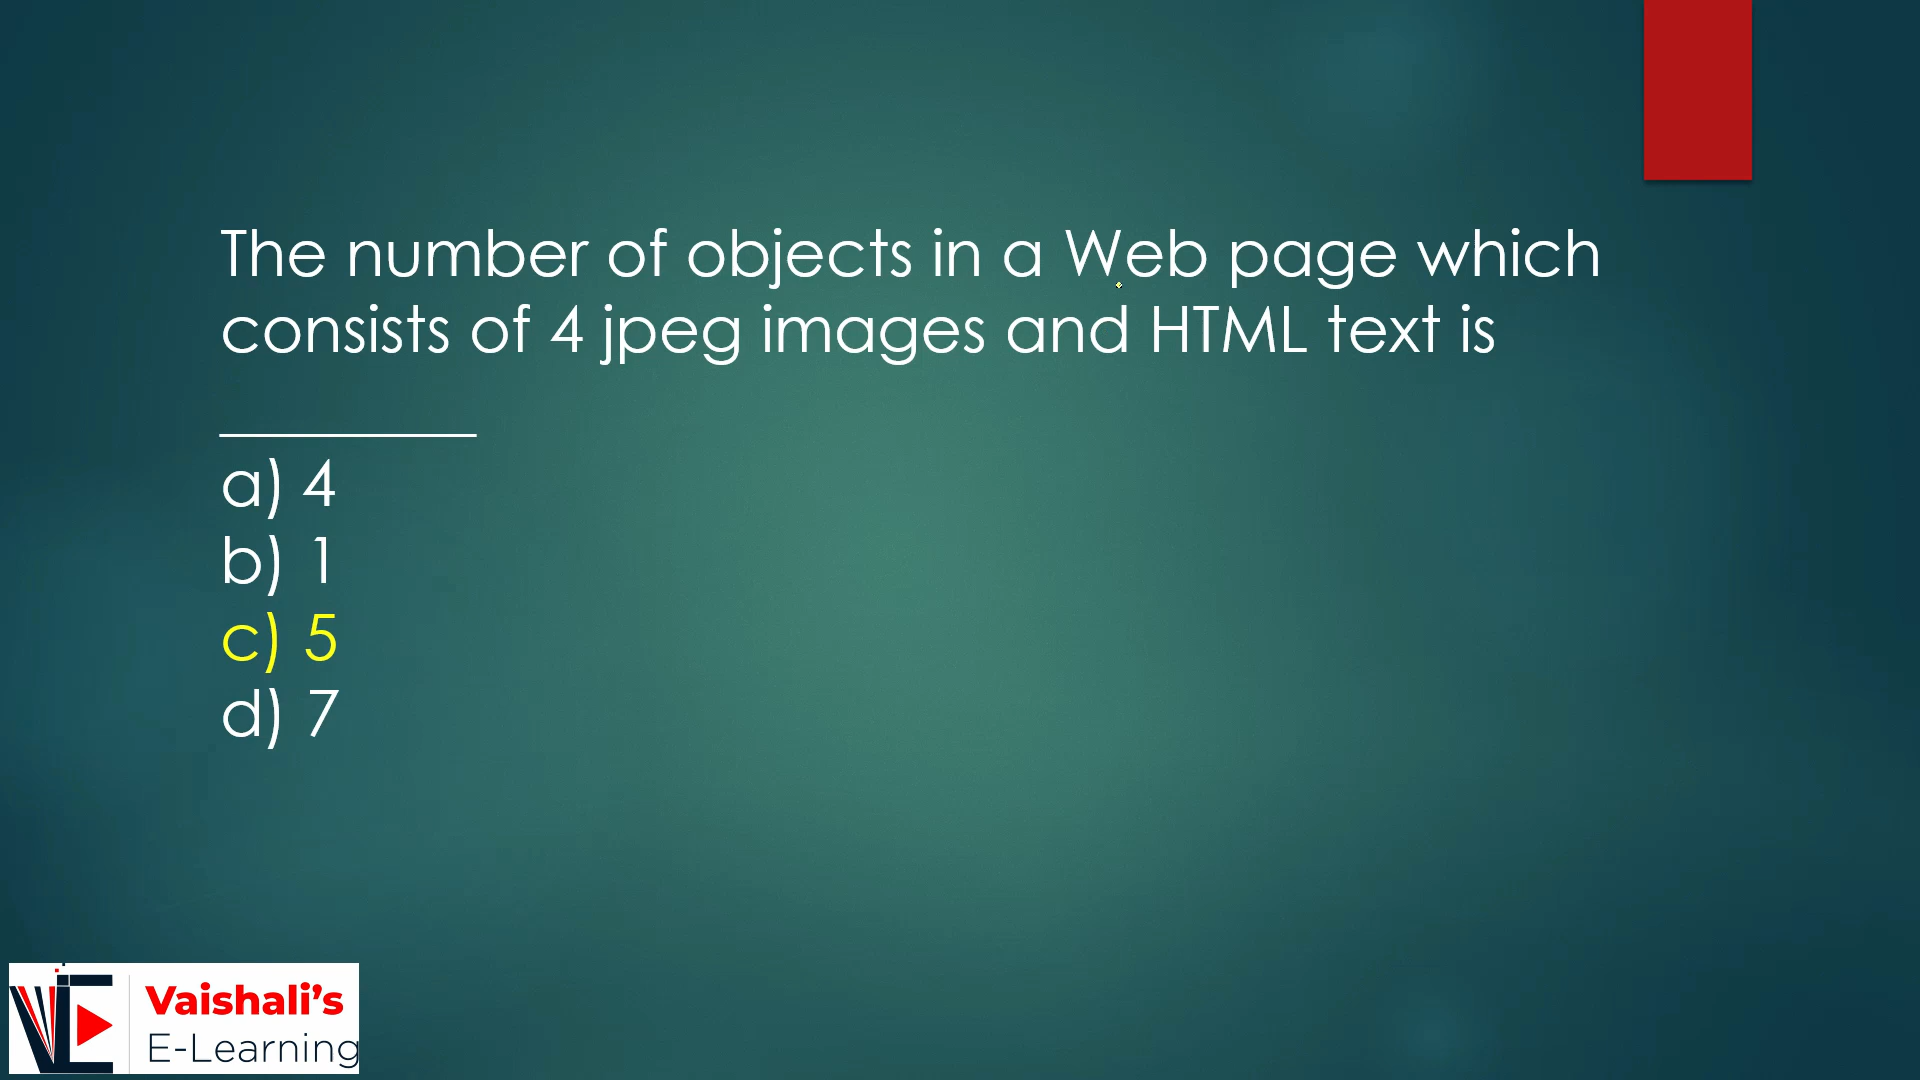 The number of objects in a Web page which
consists of 4 jpeg images and HTML text is
__________
a) 4
b) 1
c) 5
d) 7
Vaishali's
E-Learning